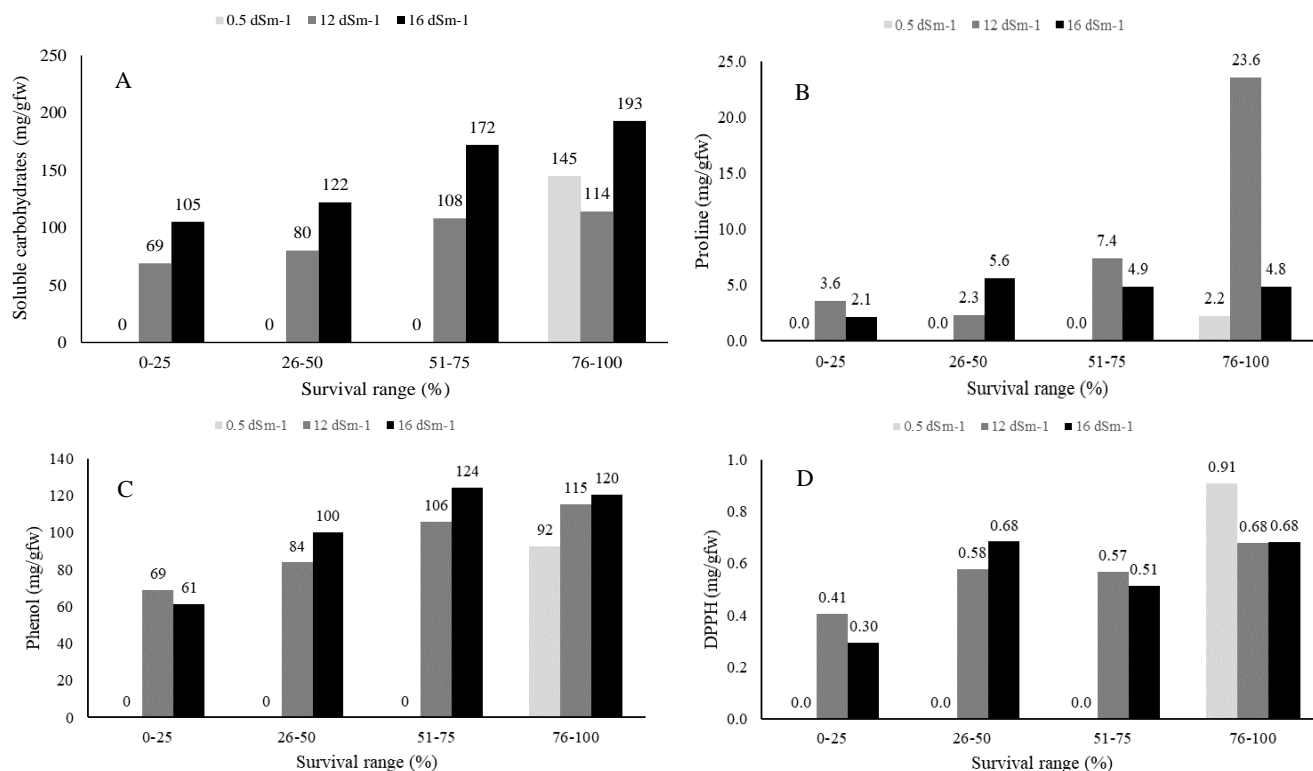 0.5 dSm-1 12 dSm-1 16 dSm-1
A
Soluble carbohydrates (mg/gfw)
250
200
150
100
50
0
0 69 105
0 80 122
0 108 172
145 114 193
0-25 26-50 51-75 76-100
Survival range (%)
0.5 dSm-1 12 dSm-1 16 dSm-1
B
Proline (mg/gfw)
25.0
20.0
15.0
10.0
5.0
0.0
0.0 3.6 2.1
0.0 2.3 5.6
0.0 7.4 4.9
2.2 23.6 4.8
0-25 26-50 51-75 76-100
Survival range (%)
0.5 dSm-1 12 dSm-1 16 dSm-1
C
Phenol (mg/gfw)
140
120
100
80
60
40
20
0
0 69 61
0 84 100
0 106 124
92 115 120
0-25 26-50 51-75 76-100
Survival range (%)
0.5 dSm-1 12 dSm-1 16 dSm-1
D
DPPH (mg/gfw)
1.0
0.8
0.6
0.4
0.2
0.0
0.0 0.41 0.30
0.0 0.58 0.68
0.0 0.57 0.51
0.91 0.68 0.68
0-25 26-50 51-75 76-100
Survival range (%)